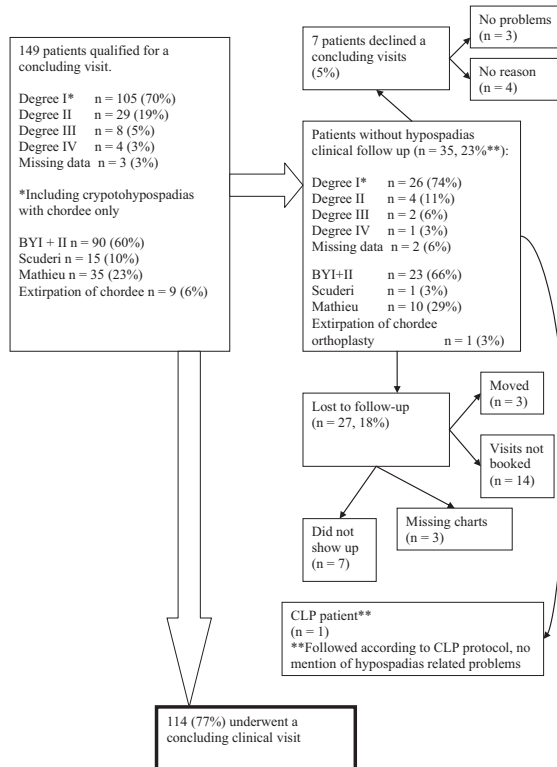 149 patients qualified for a
concluding visit.
Degree I* n = 105 (70%)
Degree II n = 29 (19%)
Degree III n = 8 (5%)
Degree IV n = 4 (3%)
Missing data n = 3 (3%)
*Including crypotohypospadias
with chordee only
BYI + II n = 90 (60%)
Scuderi n = 15 (10%)
Mathieu n = 35 (23%)
Extirpation of chordee n = 9 (6%)
7 patients declined a
concluding visits
(5%)
No problems
(n = 3)
No reason
(n = 4)
Patients without hypospadias
clinical follow up (n = 35, 23%**):
Degree I* n = 26 (74%)
Degree II n = 4 (11%)
Degree III n = 2 (6%)
Degree IV n = 1 (3%)
Missing data n = 2 (6%)
BYI+II n = 23 (66%)
Scuderi n = 1 (3%)
Mathieu n = 10 (29%)
Extirpation of chordee
orthoplasty n = 1 (3%)
Lost to follow-up
(n = 27, 18%)
Moved
(n = 3)
Visits not
booked
(n = 14)
Did not
show up
(n = 7)
Missing charts
(n = 3)
CLP patient**
(n = 1)
**Followed according to CLP protocol, no
mention of hypospadias related problems
114 (77%) underwent a
concluding clinical visit